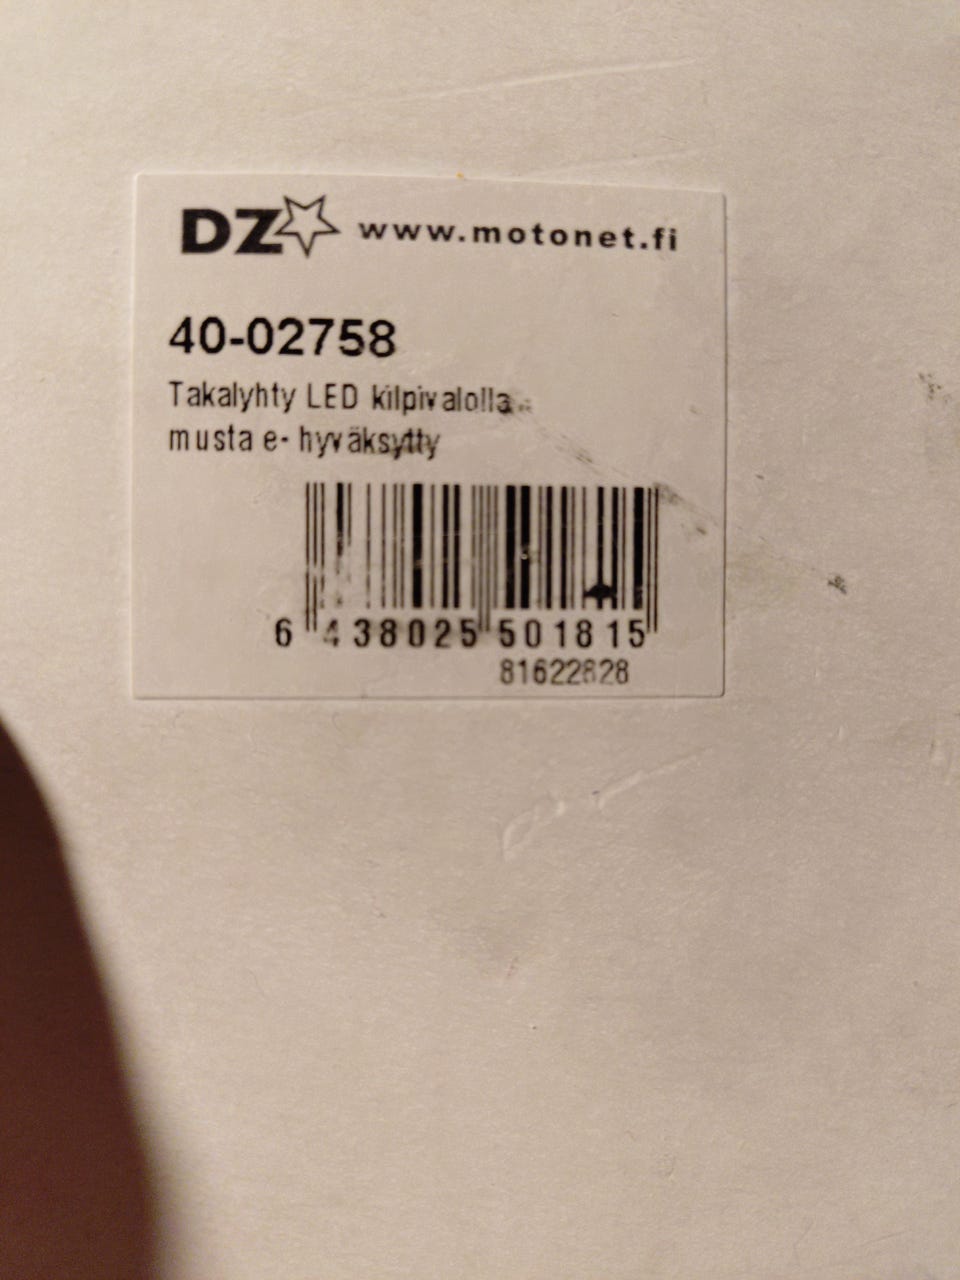 DZ www.motonet.fi
40-02758
Takalyhty LED kilpivalolla
musta e- hyväksytty
6 438025 501815
81622828